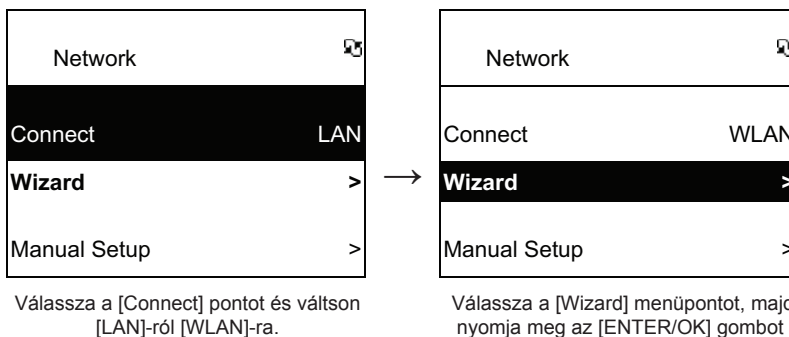 Network
Connect LAN
Wizard >
Manual Setup >
Válassza a [Connect] pontot és váltson
[LAN]-ról [WLAN]-ra.
→
Network
Connect WLAN
Wizard >
Manual Setup >
Válassza a [Wizard] menüpontot, majd
nyomja meg az [ENTER/OK] gombot